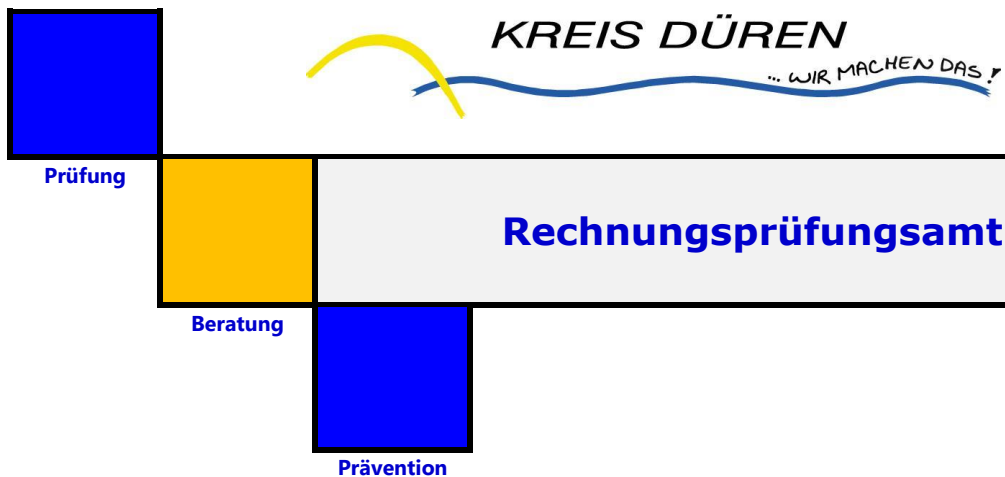 KREIS DÜREN
... WIR MACHEN DAS !
Prüfung
Rechnungsprüfungsamt
Beratung
Prävention